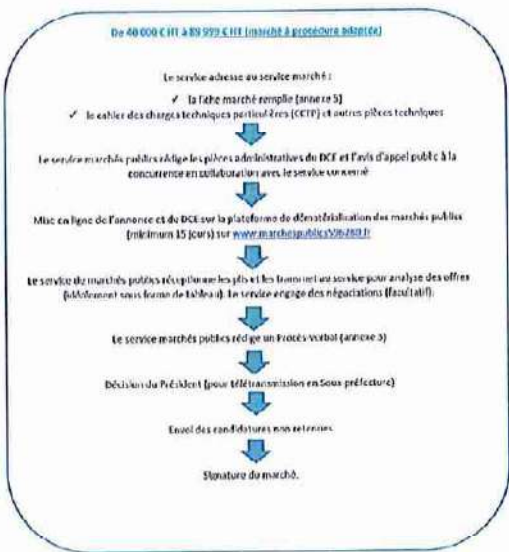 De 40 000 € HT à 89 999 € HT (marché à procédure adaptée)
Le service adresse au service marché :
✓ la fiche marché remplie (annexe 5)
✓ le cahier des charges techniques particulières (CCTP) et autres pièces techniques
Le service marchés publics rédige les pièces administratives du DCE et l'avis d'appel public à la
concurrence en collaboration avec le service concerné
Mise en ligne de l'annonce et du DCE sur la plateforme de dématérialisation des marchés publics
(minimum 15 jours) sur www.marchespublics596280.fr
Le service de marchés publics réceptionne les plis et les transmet au service pour analyse des offres
(idéalement sous forme de tableau). Le service engage des négociations (facultatif).
Le service marchés publics rédige un Procès-verbal (annexe 3)
Décision du Président (pour télétransmission en Sous préfecture)
Envoi des candidatures non retenues
Signature du marché.